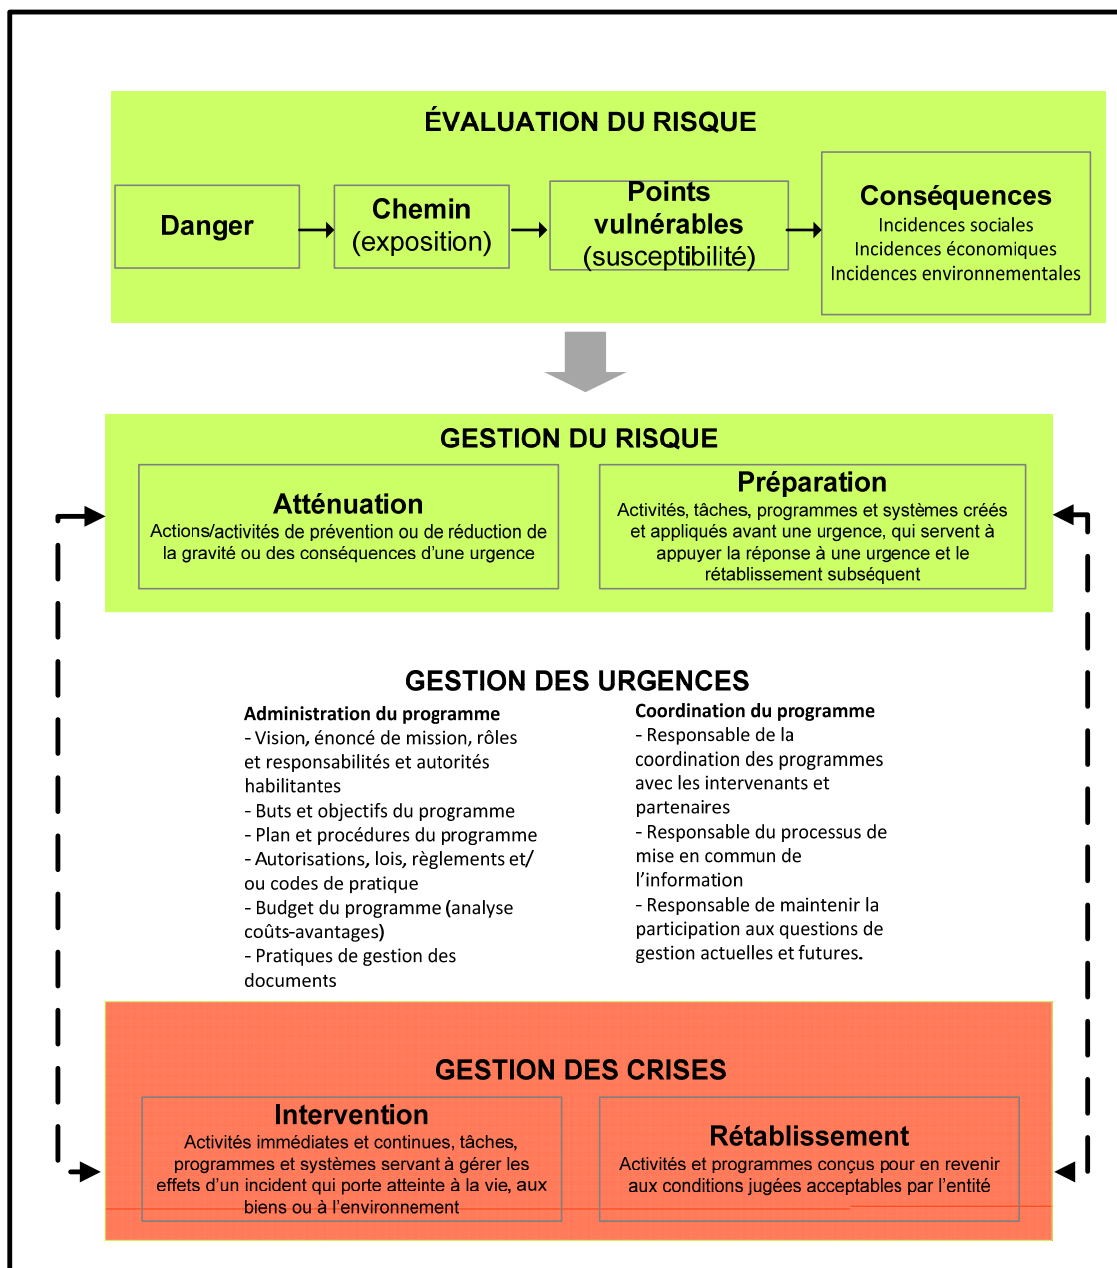 ÉVALUATION DU RISQUE
Danger
Chemin
(exposition)
Points
vulnérables
(susceptibilité)
Conséquences
Incidences sociales
Incidences économiques
Incidences environnementales
GESTION DU RISQUE
Atténuation
Actions/activités de prévention ou de réduction de
la gravité ou des conséquences d’une urgence
Préparation
Activités, tâches, programmes et systèmes créés
et appliqués avant une urgence, qui servent à
appuyer la réponse à une urgence et le
rétablissement subséquent
GESTION DES URGENCES
Administration du programme
- Vision, énoncé de mission, rôles
et responsabilités et autorités
habilitantes
- Buts et objectifs du programme
- Plan et procédures du programme
- Autorisations, lois, règlements et/
ou codes de pratique
- Budget du programme (analyse
coûts-avantages)
- Pratiques de gestion des
documents
Coordination du programme
- Responsable de la
coordination des programmes
avec les intervenants et
partenaires
- Responsable du processus de
mise en commun de
l’information
- Responsable de maintenir la
participation aux questions de
gestion actuelles et futures.
GESTION DES CRISES
Intervention
Activités immédiates et continues, tâches,
programmes et systèmes servant à gérer les
effets d’un incident qui porte atteinte à la vie, aux
biens ou à l’environnement
Rétablissement
Activités et programmes conçus pour en revenir
aux conditions jugées acceptables par l’entité